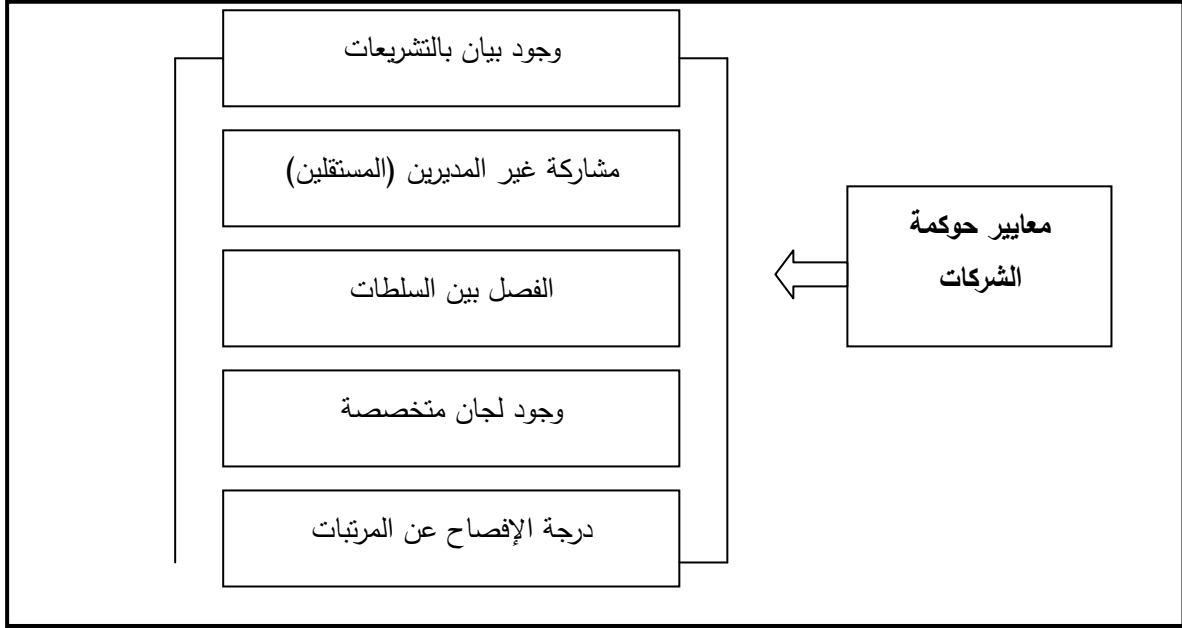 وجود بيان بالتشريعات
مشاركة غير المديرين (المستقلين)
الفصل بين السلطات
وجود لجان متخصصة
درجة الإفصاح عن المرتبات
معايير حوكمة
الشركات